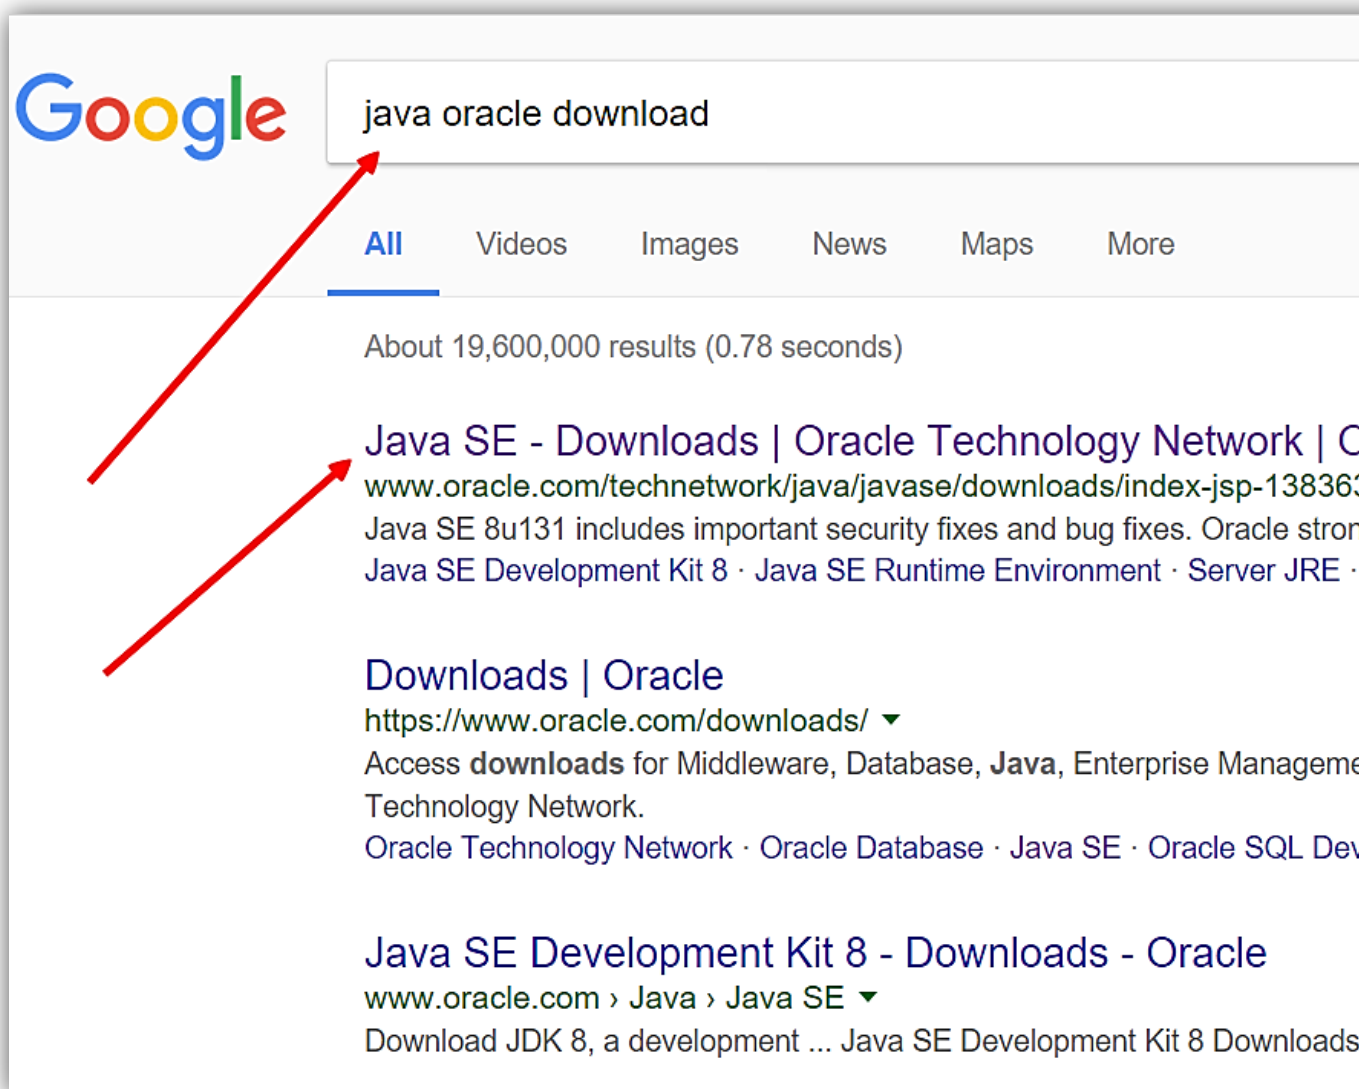 Google
java oracle download
All Videos Images News Maps More
About 19,600,000 results (0.78 seconds)
Java SE - Downloads | Oracle Technology Network |
www.oracle.com/technetwork/java/javase/downloads/index-jsp-138363
Java SE 8u131 includes important security fixes and bug fixes. Oracle
Java SE Development Kit 8 · Java SE Runtime Environment · Server JRE ·
Downloads | Oracle
https://www.oracle.com/downloads/
Access downloads for Middleware, Database, Java, Enterprise
Technology Network.
Oracle Technology Network · Oracle Database · Java SE · Oracle SQL
Java SE Development Kit 8 - Downloads - Oracle
www.oracle.com › Java › Java SE
Download JDK 8, a development ... Java SE Development Kit 8 Downloads